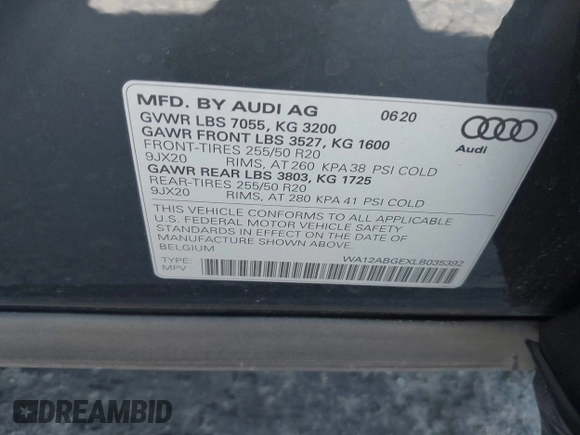 MFD. BY AUDI AG 0620
GVWR LBS 7055, KG 3200
GAWR FRONT LBS 3527, KG 1600
FRONT-TIRES 255/50 R20
9JX20 RIMS, AT 260 KPA 38 PSI COLD
GAWR REAR LBS 3803, KG 1725
REAR-TIRES 255/50 R20
9JX20 RIMS, AT 280 KPA 41 PSI COLD
THIS VEHICLE CONFORMS TO ALL APPLICABLE
U.S. FEDERAL MOTOR VEHICLE SAFETY
STANDARDS IN EFFECT ON THE DATE OF
MANUFACTURE SHOWN ABOVE.
BELGIUM
TYPE:
MPV
WA12ABGEXLB035392
Audi
DREAMBID